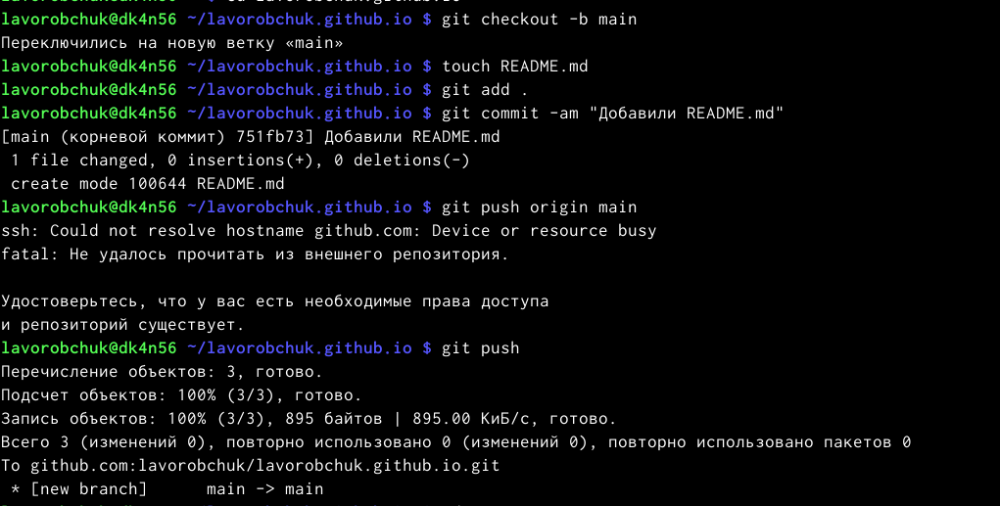 lavorobchuk@dk4n56 ~/lavorobchuk.github.io $ git checkout -b main
Переключились на новую ветку «main»
lavorobchuk@dk4n56 ~/lavorobchuk.github.io $ touch README.md
lavorobchuk@dk4n56 ~/lavorobchuk.github.io $ git add .
lavorobchuk@dk4n56 ~/lavorobchuk.github.io $ git commit -am "Добавили README.md"
[main (корневой коммит) 751fb73] Добавили README.md
 1 file changed, 0 insertions(+), 0 deletions(-)
 create mode 100644 README.md
lavorobchuk@dk4n56 ~/lavorobchuk.github.io $ git push origin main
ssh: Could not resolve hostname github.com: Device or resource busy
fatal: Не удалось прочитать из внешнего репозитория.

Удостоверьтесь, что у вас есть необходимые права доступа
и репозиторий существует.
lavorobchuk@dk4n56 ~/lavorobchuk.github.io $ git push
Перечисление объектов: 3, готово.
Подсчет объектов: 100% (3/3), готово.
Запись объектов: 100% (3/3), 895 байтов | 895.00 КиБ/с, готово.
Всего 3 (изменений 0), повторно использовано 0 (изменений 0), повторно использовано пакетов 0
To github.com:lavorobchuk/lavorobchuk.github.io.git
 * [new branch]      main -> main